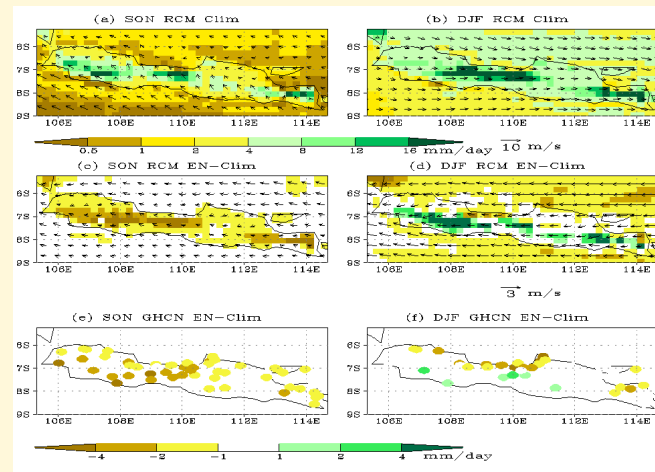 (a) SON RCM Clim
(b) DJF RCM Clim
6S
7S
8S
9S
106E 108E 110E 112E 114E
6S
7S
8S
9S
106E 108E 110E 112E 114E
0.5 1 2 4 8 12 16 mm/day
10 m/s
(c) SON RCM EN-Clim
(d) DJF RCM EN-Clim
6S
7S
8S
9S
106E 108E 110E 112E 114E
6S
7S
8S
9S
106E 108E 110E 112E 114E
3 m/s
(e) SON GHCN EN-Clim
(f) DJF GHCN EN-Clim
6S
7S
8S
9S
106E 108E 110E 112E 114E
6S
7S
8S
9S
106E 108E 110E 112E 114E
-4 -2 -1 1 2 4 mm/day